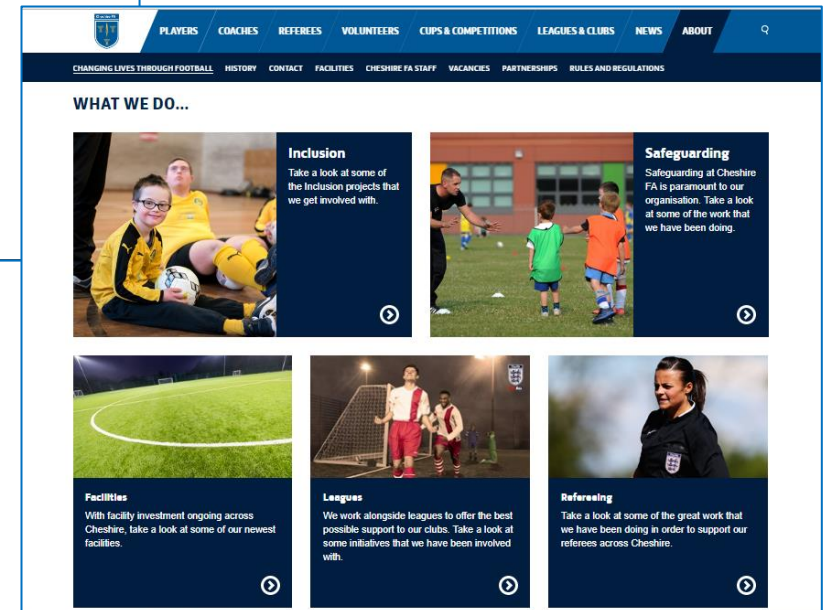 Cheshire FA
PLAYERS COACHES REFEREES VOLUNTEERS CUPS & COMPETITIONS LEAGUES & CLUBS NEWS ABOUT
CHANGING LIVES THROUGH FOOTBALL HISTORY CONTACT FACILITIES CHESHIRE FA STAFF VACANCIES PARTNERSHIPS RULES AND REGULATIONS
WHAT WE DO...
Inclusion
Take a look at some of
the Inclusion projects that
we get involved with.
Safeguarding
Safeguarding at Cheshire
FA is paramount to our
organisation. Take a look
at some of the work that
we have been doing.
Facilities
With facility investment ongoing across
Cheshire, take a look at some of our newest
facilities.
Leagues
We work alongside leagues to offer the best
possible support to our clubs. Take a look at
some initiatives that we have been involved
with.
Refereeing
Take a look at some of the great work that
we have been doing in order to support our
referees across Cheshire.